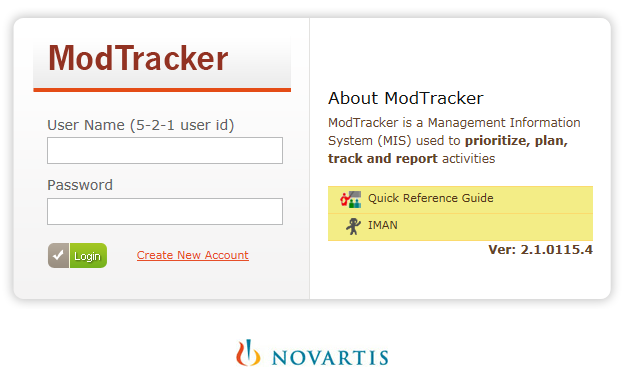 ModTracker
User Name (5-2-1 user id)
Password
Login
Create New Account
About ModTracker
ModTracker is a Management Information
System (MIS) used to prioritize, plan,
track and report activities
Quick Reference Guide
IMAN
Ver: 2.1.0115.4
NOVARTIS